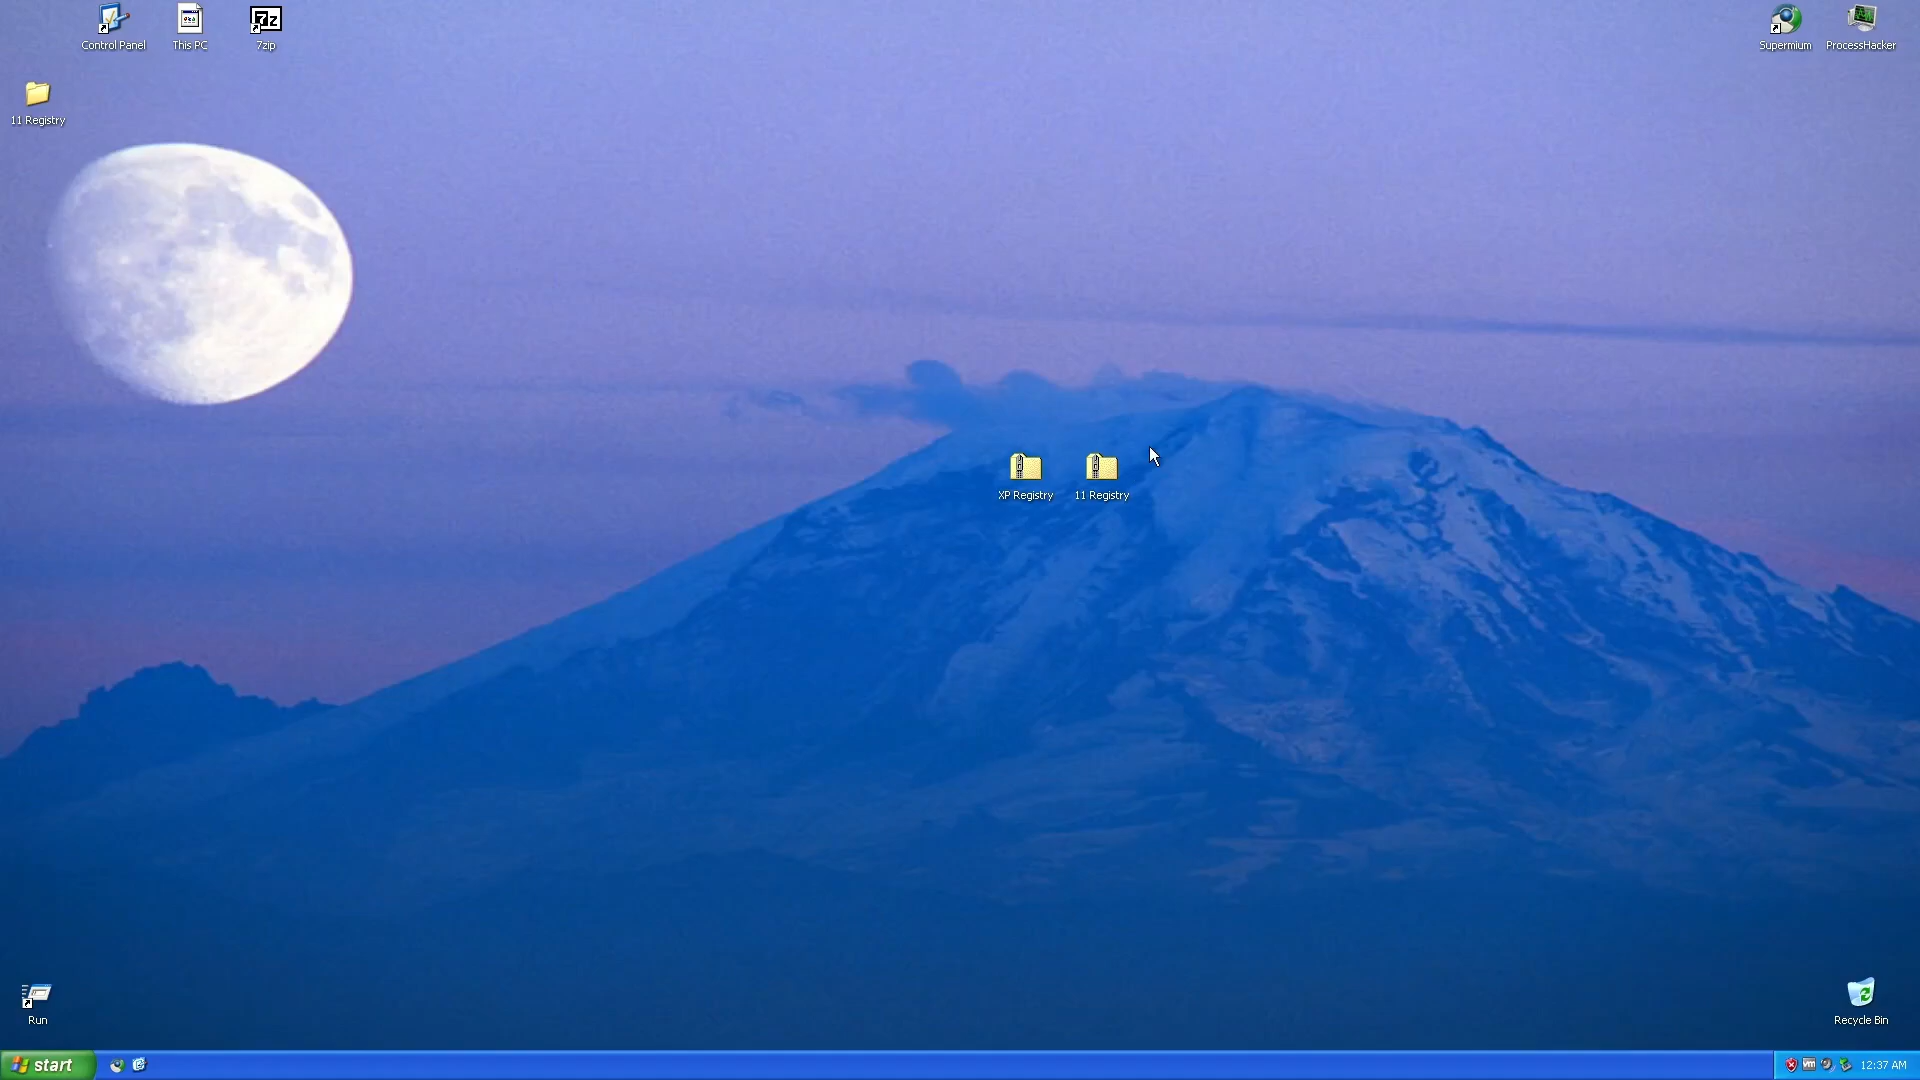 Control Panel
This PC
7zip
Supermium
ProcessHacker
11 Registry
XP Registry
11 Registry
Run
Recycle Bin
start
12:37 AM